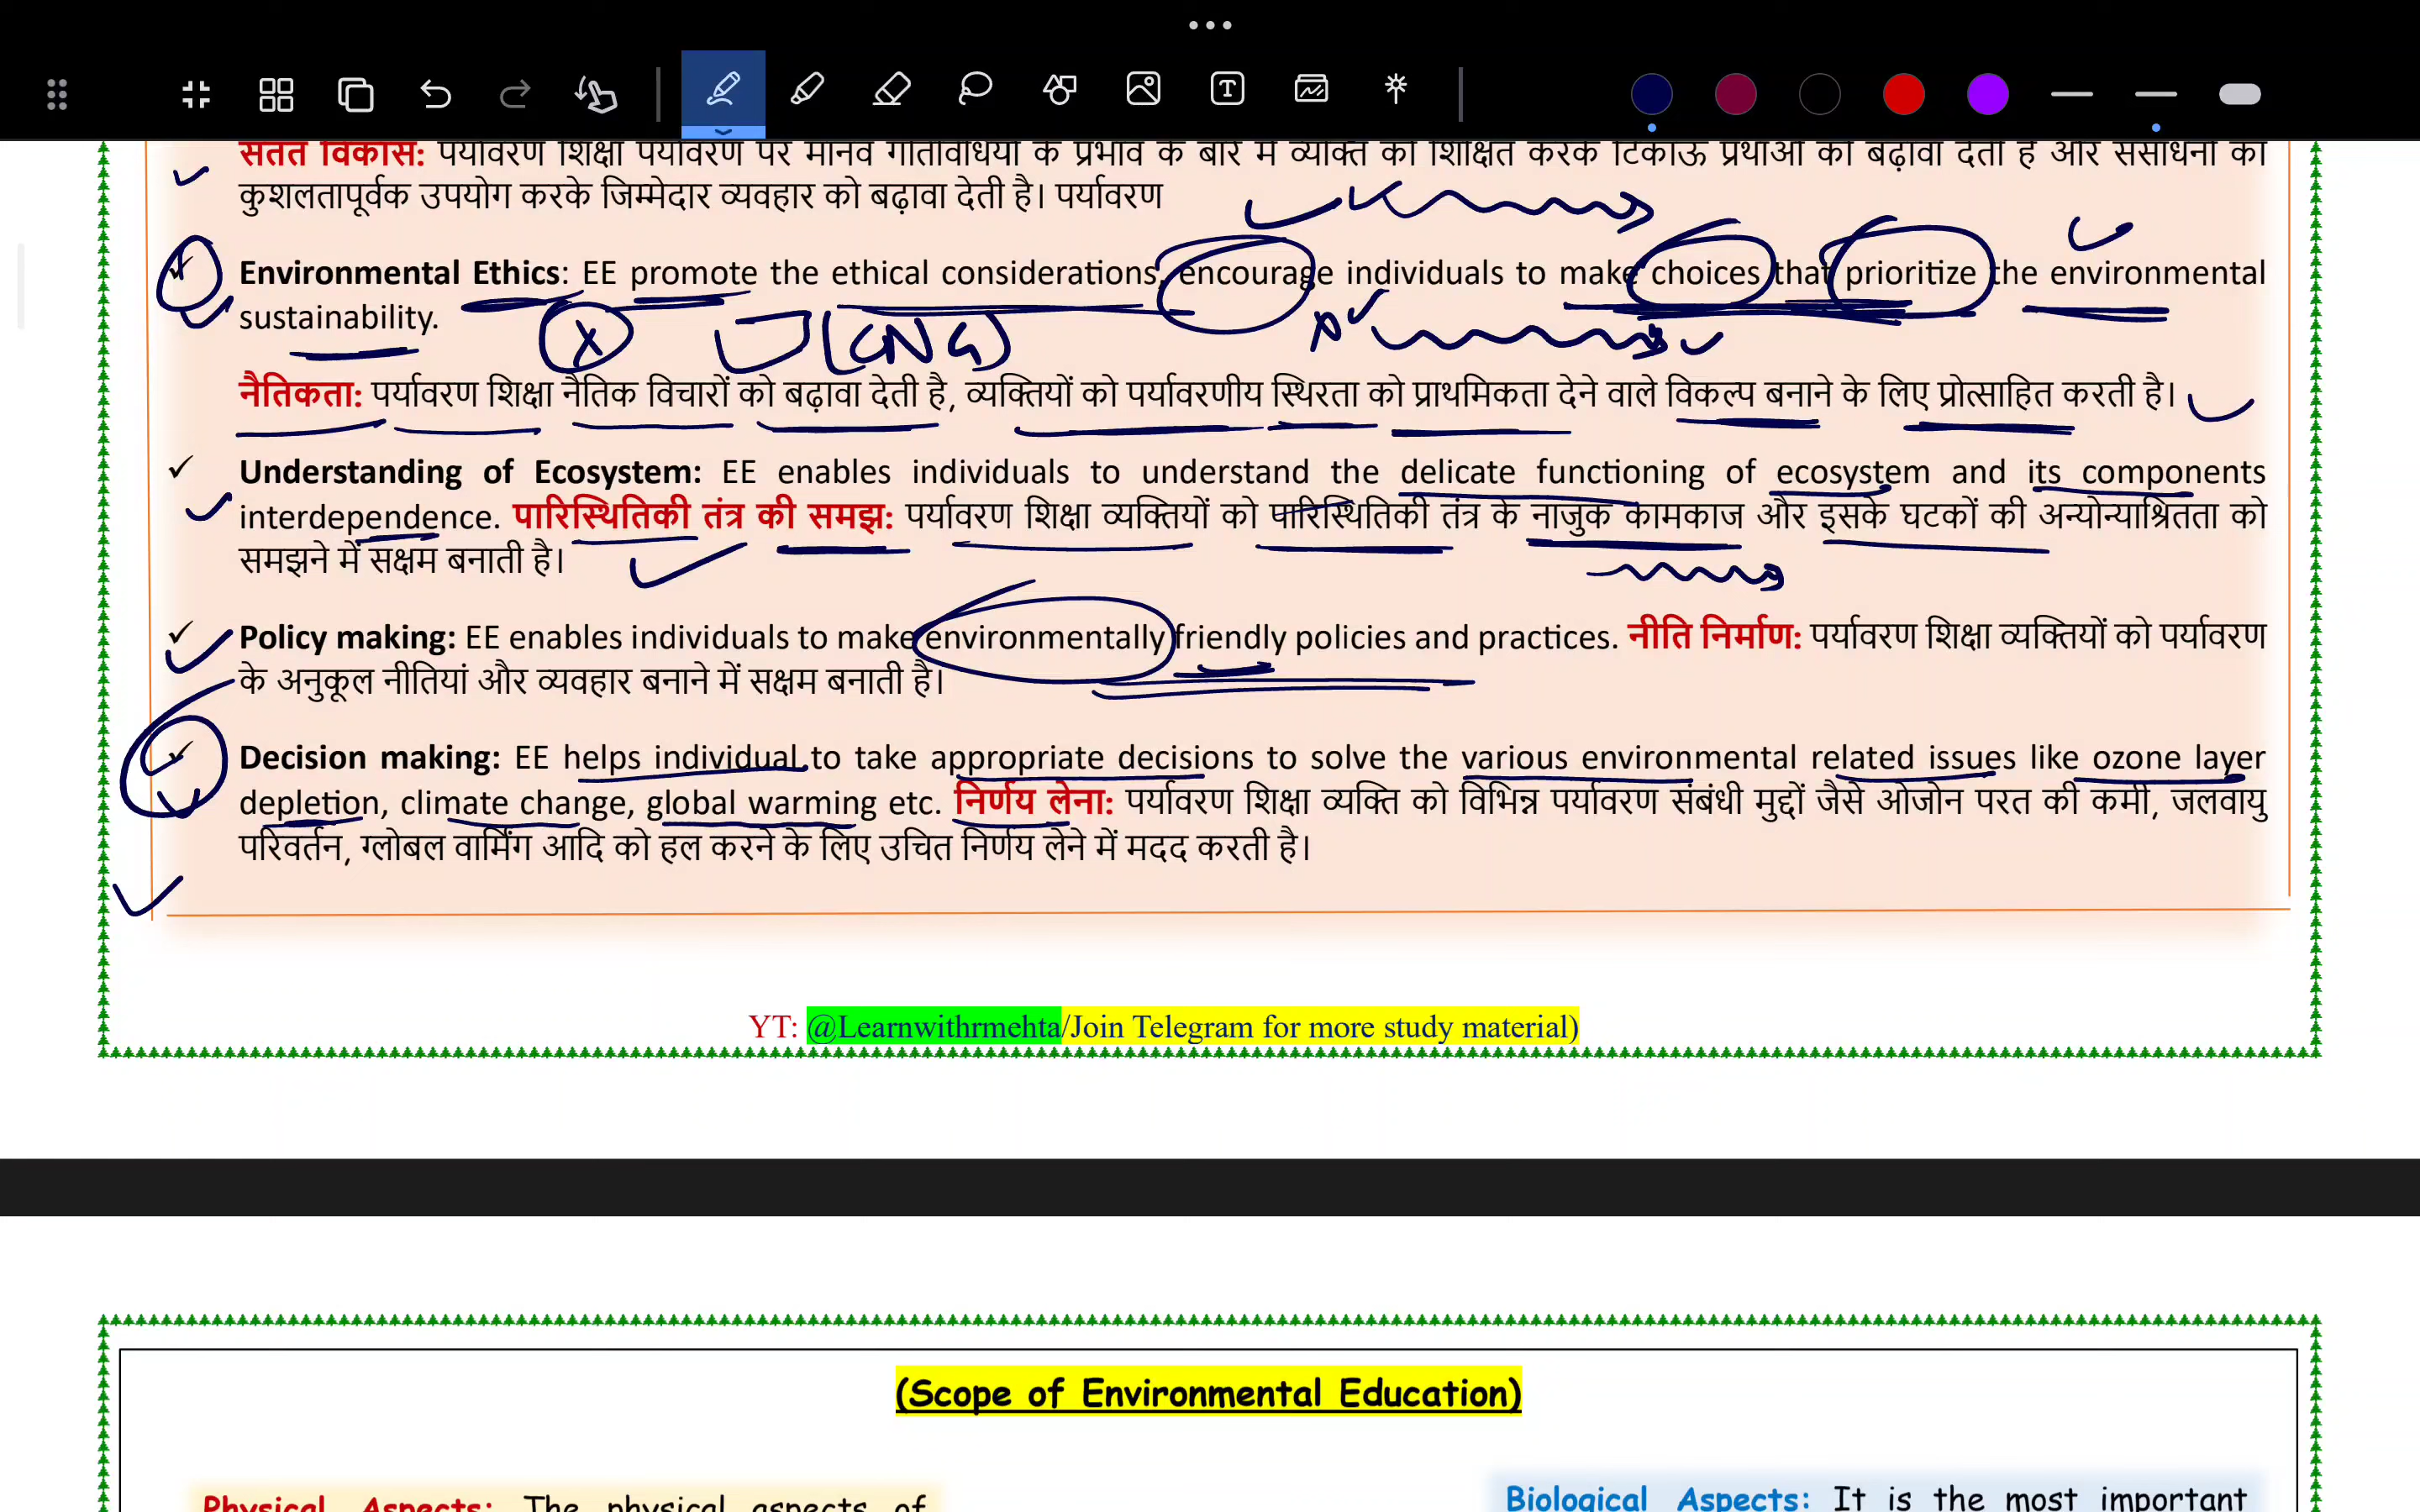 सतत विकास: पर्यावरण शिक्षा पर्यावरण पर मानव गतिविधियों के प्रभाव के बारे में व्यक्ति को शिक्षित करके टिकाऊ प्रथाओं को बढ़ावा देती है और संसाधनों का
कुशलतापूर्वक उपयोग करके जिम्मेदार व्यवहार को बढ़ावा देती है। पर्यावरण
✓ Environmental Ethics: EE promote the ethical considerations, encourage individuals to make choices that prioritize the environmental
sustainability.
X (CNG)
नैतिकता: पर्यावरण शिक्षा नैतिक विचारों को बढ़ावा देती है, व्यक्तियों को पर्यावरणीय स्थिरता को प्राथमिकता देने वाले विकल्प बनाने के लिए प्रोत्साहित करती है।
✓ Understanding of Ecosystem: EE enables individuals to understand the delicate functioning of ecosystem and its components
interdependence. पारिस्थितिकी तंत्र की समझ: पर्यावरण शिक्षा व्यक्तियों को पारिस्थितिकी तंत्र के नाजुक कामकाज और इसके घटकों की अन्योन्याश्रितता को
समझने में सक्षम बनाती है।
✓ Policy making: EE enables individuals to make environmentally friendly policies and practices. नीति निर्माण: पर्यावरण शिक्षा व्यक्तियों को पर्यावरण
के अनुकूल नीतियां और व्यवहार बनाने में सक्षम बनाती है।
✓ Decision making: EE helps individual to take appropriate decisions to solve the various environmental related issues like ozone layer
depletion, climate change, global warming etc. निर्णय लेना: पर्यावरण शिक्षा व्यक्ति को विभिन्न पर्यावरण संबंधी मुद्दों जैसे ओजोन परत की कमी, जलवायु
परिवर्तन, ग्लोबल वार्मिंग आदि को हल करने के लिए उचित निर्णय लेने में मदद करती है।
YT: @Learnwithrmehta/Join Telegram for more study material)
(Scope of Environmental Education)
Physical Aspects: The physical aspects of
Biological Aspects: It is the most important